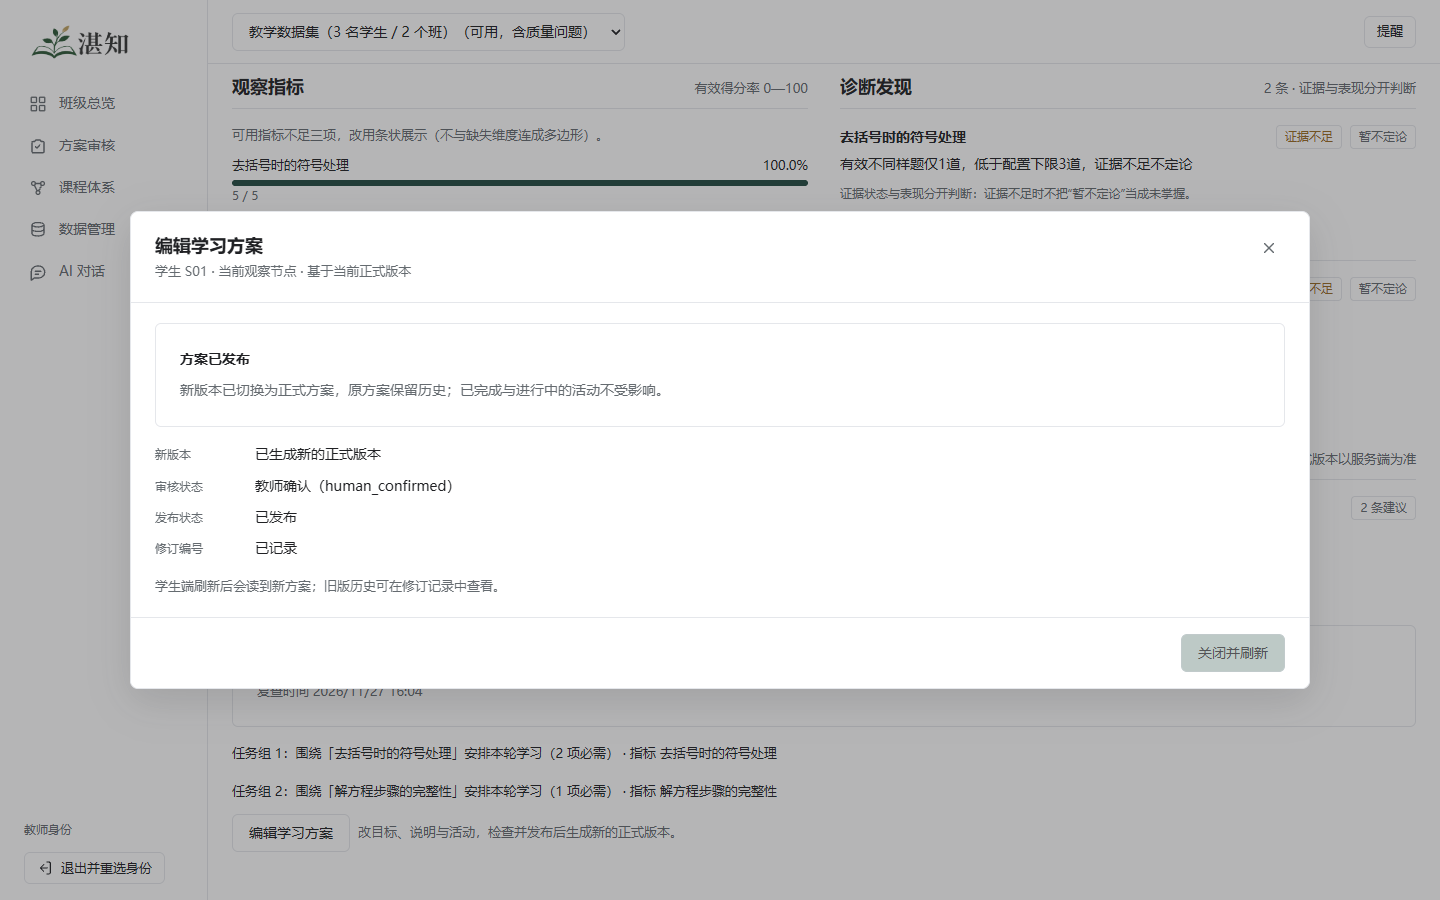 湛知
班级总览
方案审核
课程体系
数据管理
AI 对话
教师身份
退出并重选身份
教学数据集（3 名学生 / 2 个班）（可用，含质量问题）
提醒
观察指标
有效得分率 0—100
可用指标不足三项，改用条状展示（不与缺失维度连成多边形）。
去括号时的符号处理
100.0%
5 / 5
诊断发现
2 条 · 证据与表现分开判断
去括号时的符号处理
证据不足
暂不定论
有效不同样题仅1道，低于配置下限3道，证据不足不定论
证据状态与表现分开判断：证据不足时不把“暂不定论”当成未掌握。
不足
暂不定论
版本以服务端为准
2 条建议
编辑学习方案
学生 S01 · 当前观察节点 · 基于当前正式版本
方案已发布
新版本已切换为正式方案，原方案保留历史；已完成与进行中的活动不受影响。
新版本
已生成新的正式版本
审核状态
教师确认（human_confirmed）
发布状态
已发布
修订编号
已记录
学生端刷新后会读到新方案；旧版历史可在修订记录中查看。
关闭并刷新
复查时间 2026/11/27 16:04
任务组 1：围绕「去括号时的符号处理」安排本轮学习（2 项必需） · 指标 去括号时的符号处理
任务组 2：围绕「解方程步骤的完整性」安排本轮学习（1 项必需） · 指标 解方程步骤的完整性
编辑学习方案
改目标、说明与活动，检查并发布后生成新的正式版本。